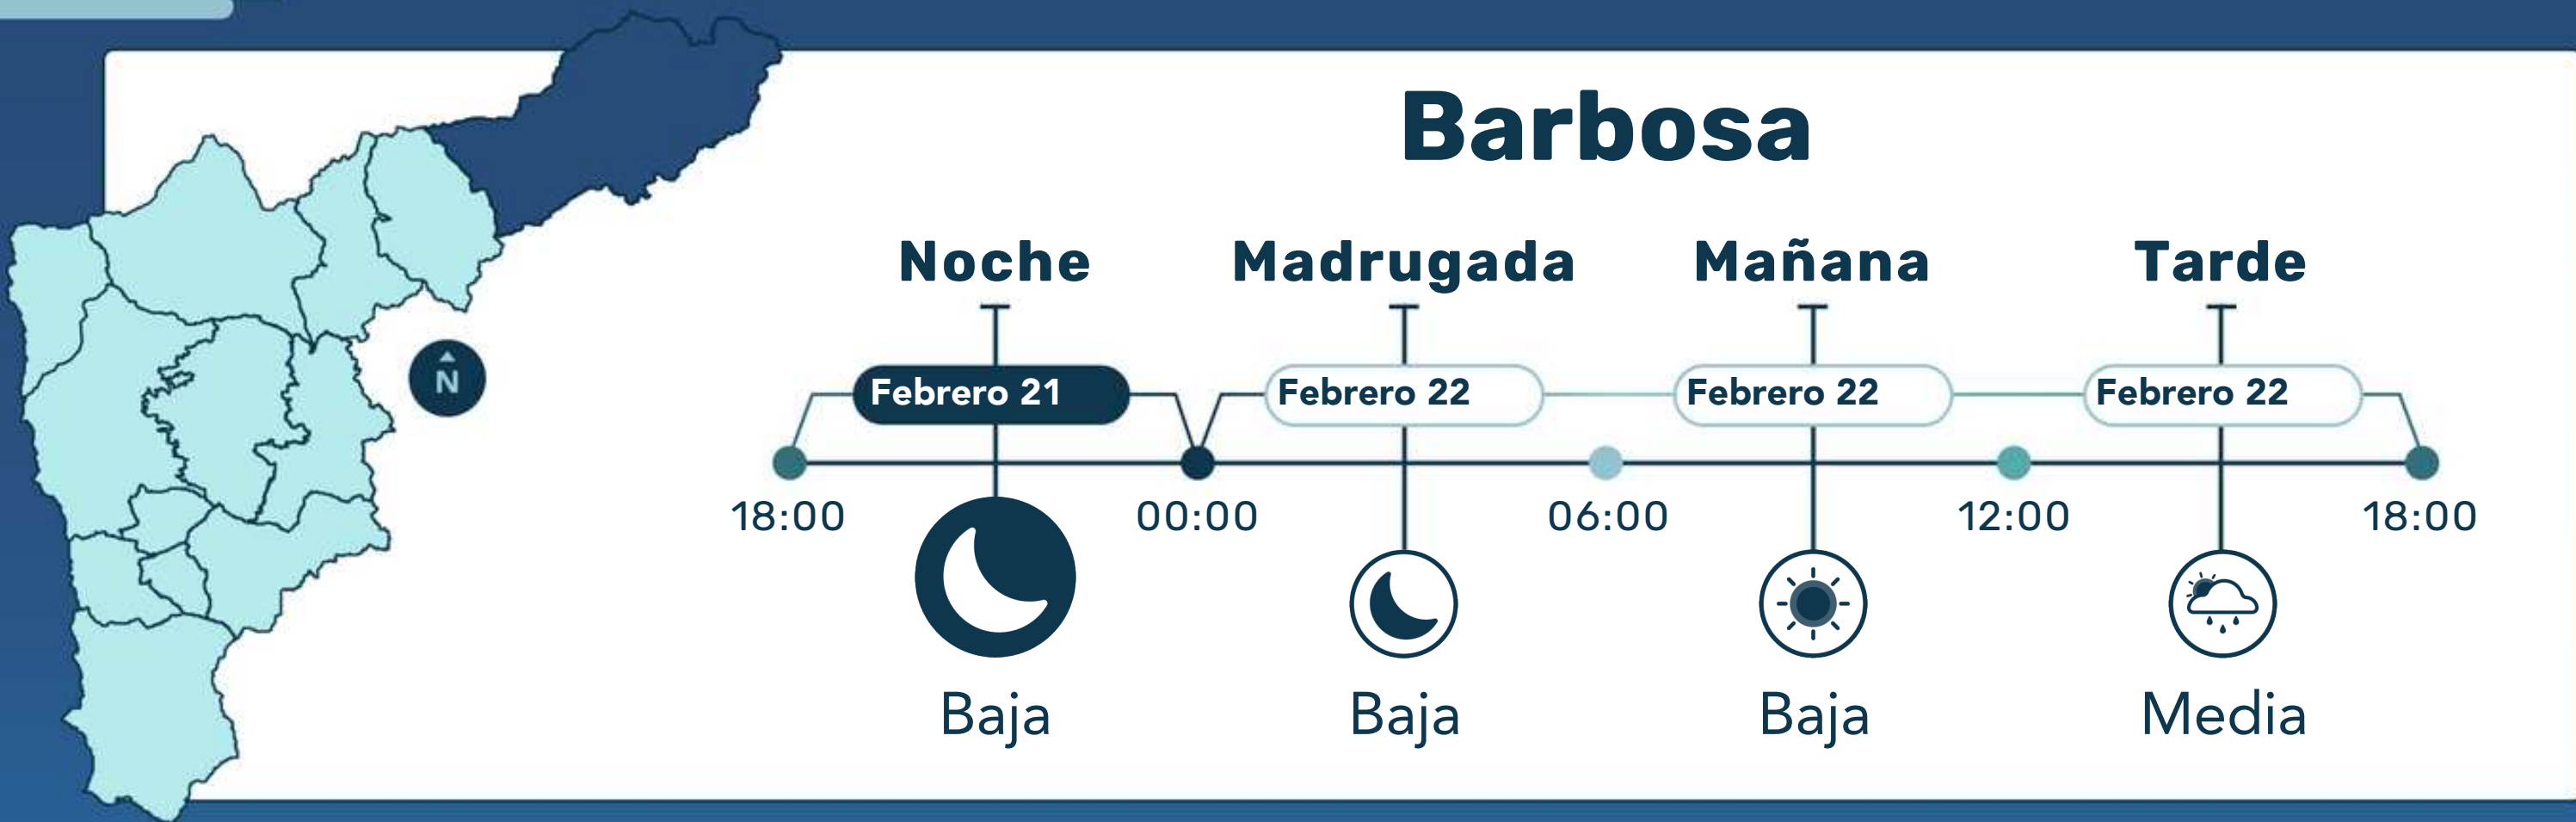 Barbosa
Noche Madrugada Mañana Tarde
N
Febrero 21 Febrero 22 Febrero 22 Febrero 22
18:00 00:00 06:00 12:00 18:00
Baja Baja Baja Media